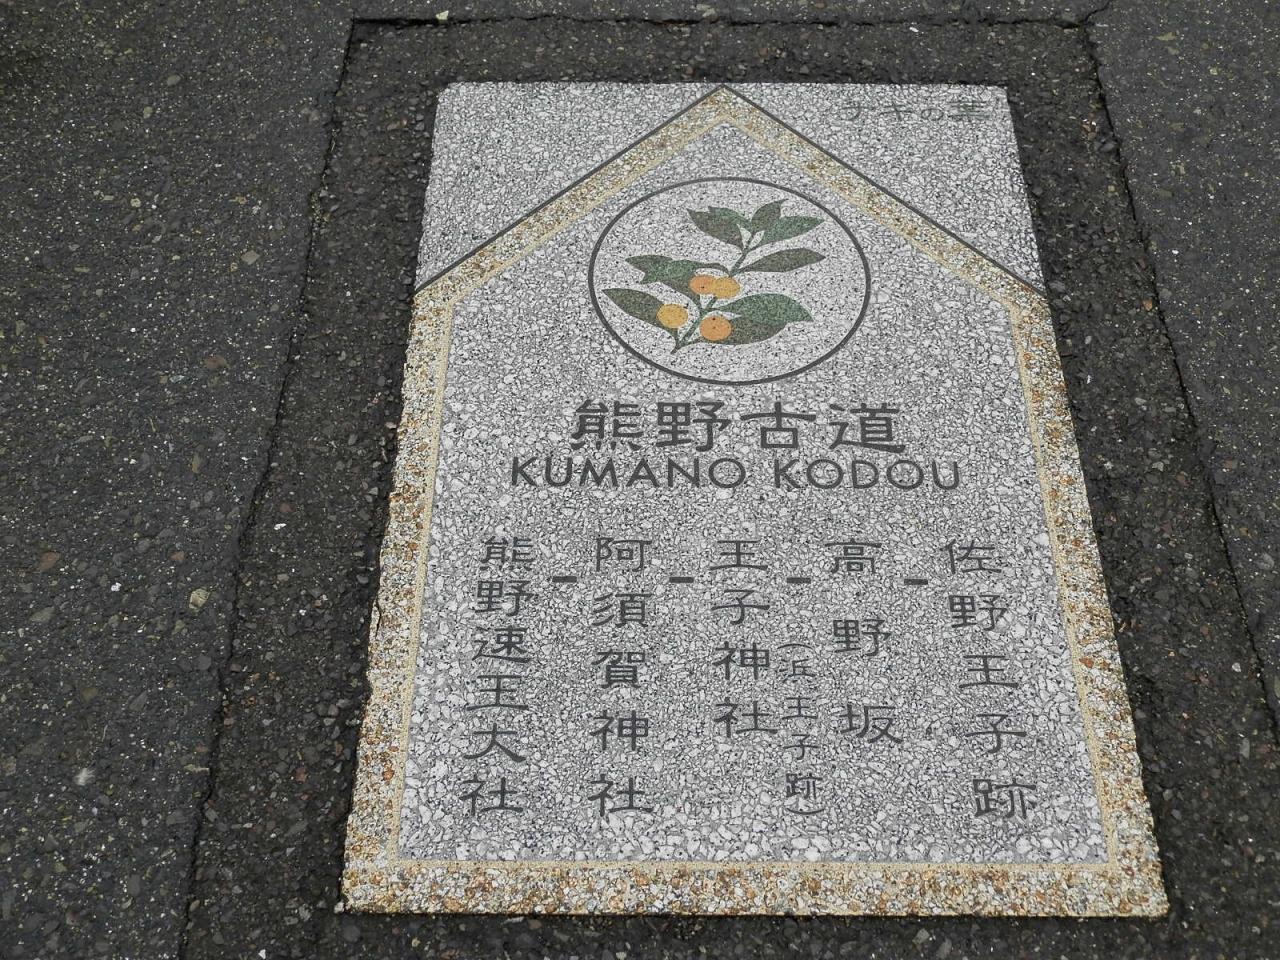 ナギの葉
熊野古道
KUMANO KODOU
佐野王子跡
-
高野坂
-
王子神社
(浜王子跡)
-
阿須賀神社
-
熊野速玉大社